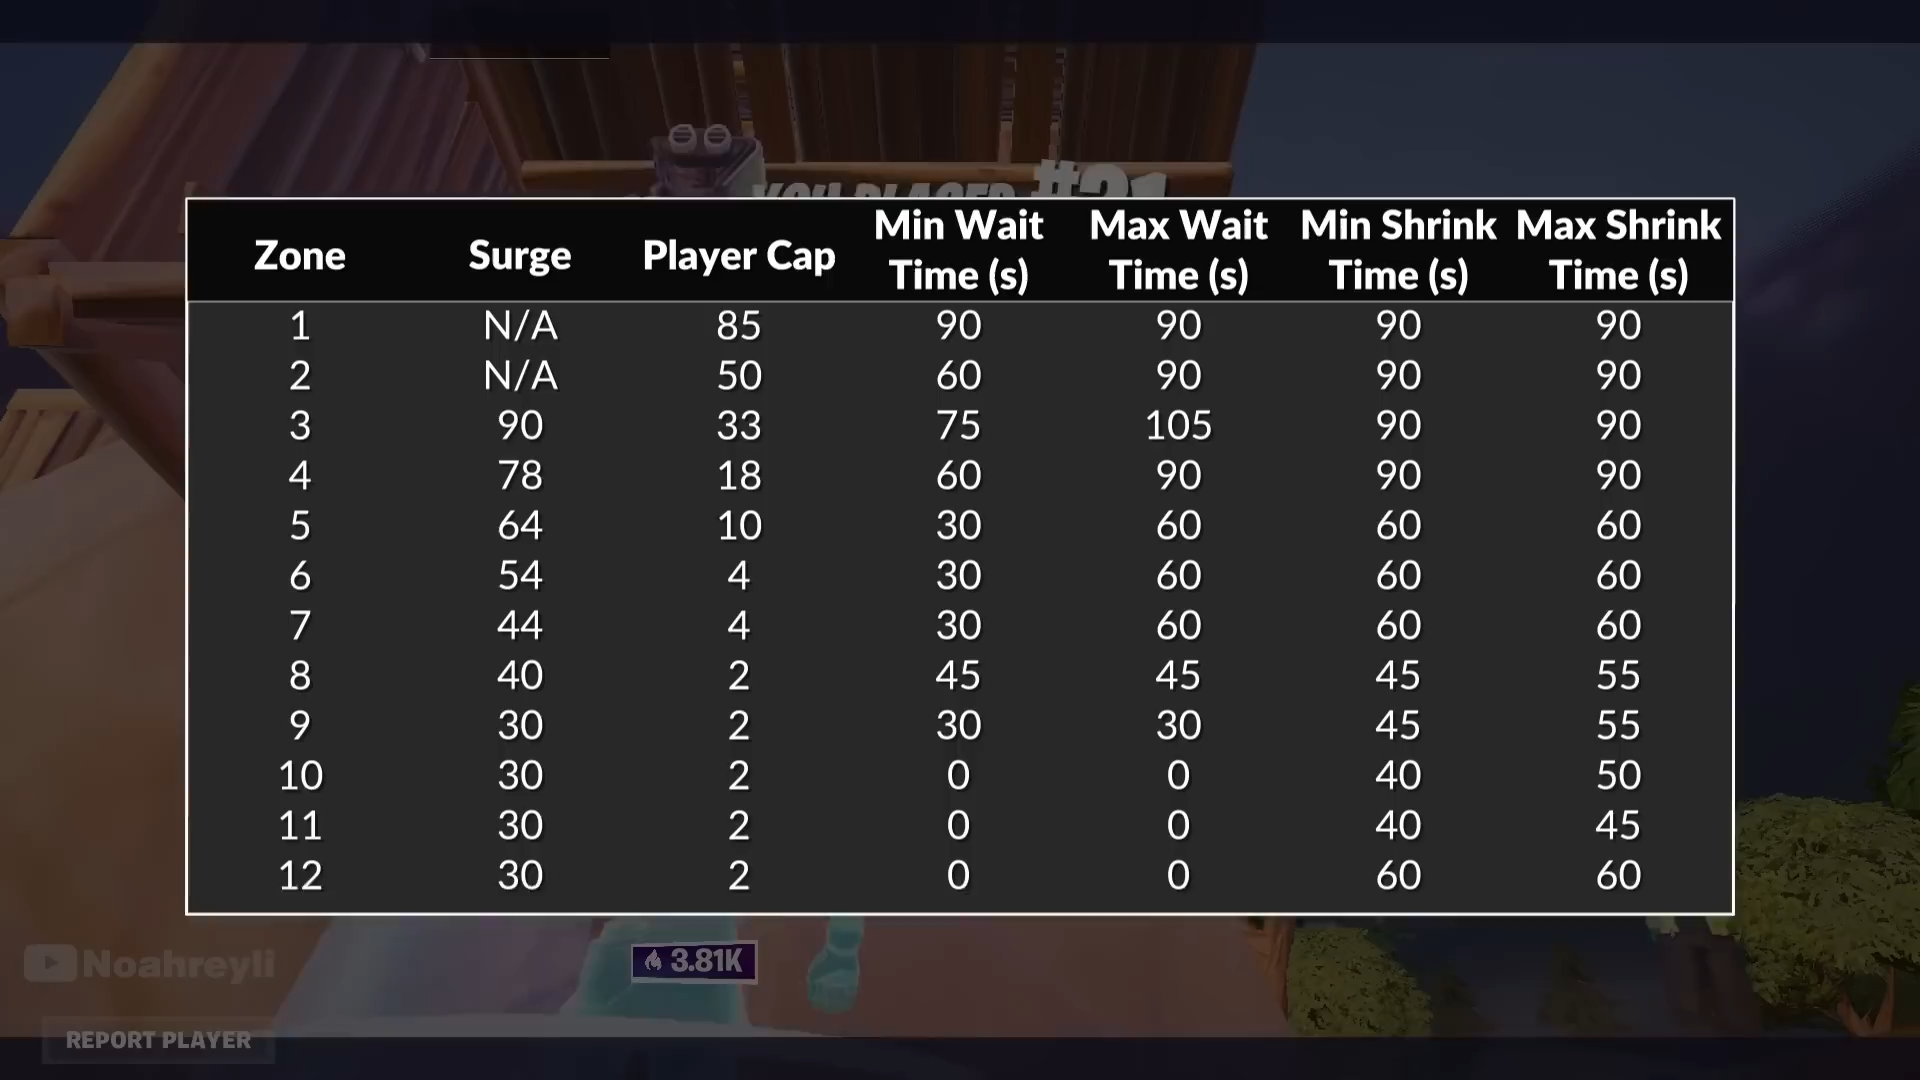 YOU PLACED #31
Zone Surge Player Cap Min Wait Time (s) Max Wait Time (s) Min Shrink Time (s) Max Shrink Time (s)
1 N/A 85 90 90 90 90
2 N/A 50 60 90 90 90
3 90 33 75 105 90 90
4 78 18 60 90 90 90
5 64 10 30 60 60 60
6 54 4 30 60 60 60
7 44 4 30 60 60 60
8 40 2 45 45 45 55
9 30 2 30 30 45 55
10 30 2 0 0 40 50
11 30 2 0 0 40 45
12 30 2 0 0 60 60
3.81K
Noahreyli
REPORT PLAYER